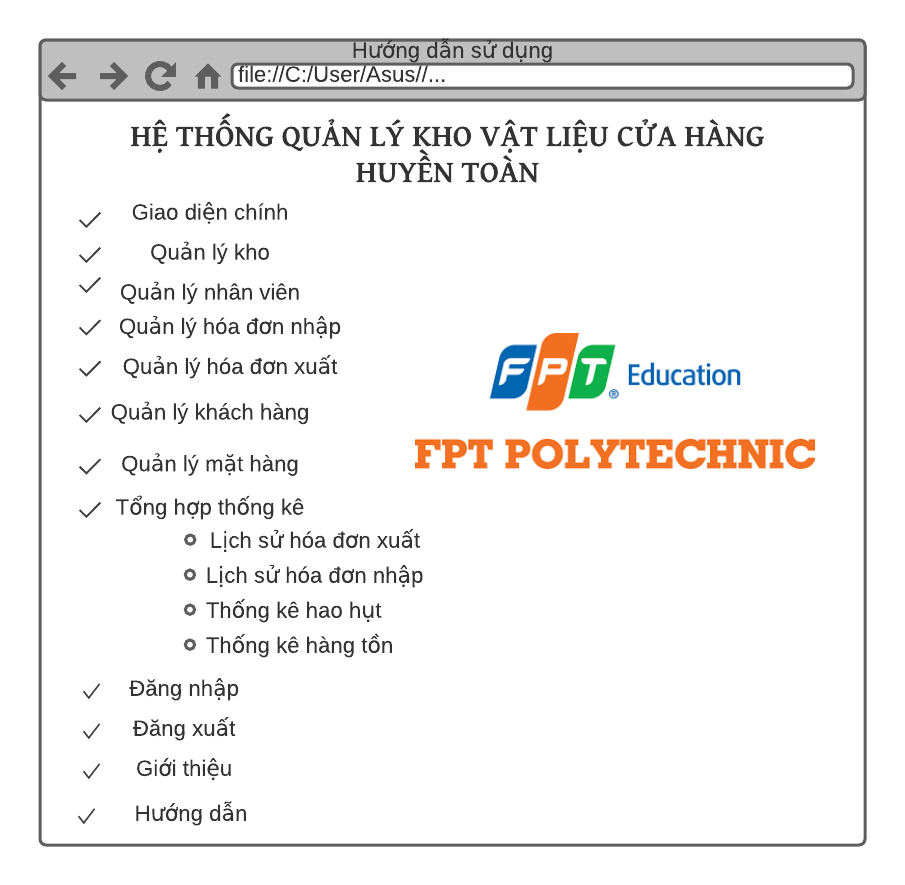 Hướng dẫn sử dụng
file://C:/User/Asus//...
HỆ THỐNG QUẢN LÝ KHO VẬT LIỆU CỬA HÀNG
HUYỀN TOÀN
Giao diện chính
Quản lý kho
Quản lý nhân viên
Quản lý hóa đơn nhập
Quản lý hóa đơn xuất
Quản lý khách hàng
Quản lý mặt hàng
Tổng hợp thống kê
Lịch sử hóa đơn xuất
Lịch sử hóa đơn nhập
Thống kê hao hụt
Thống kê hàng tồn
Đăng nhập
Đăng xuất
Giới thiệu
Hướng dẫn
FPT® Education
FPT POLYTECHNIC